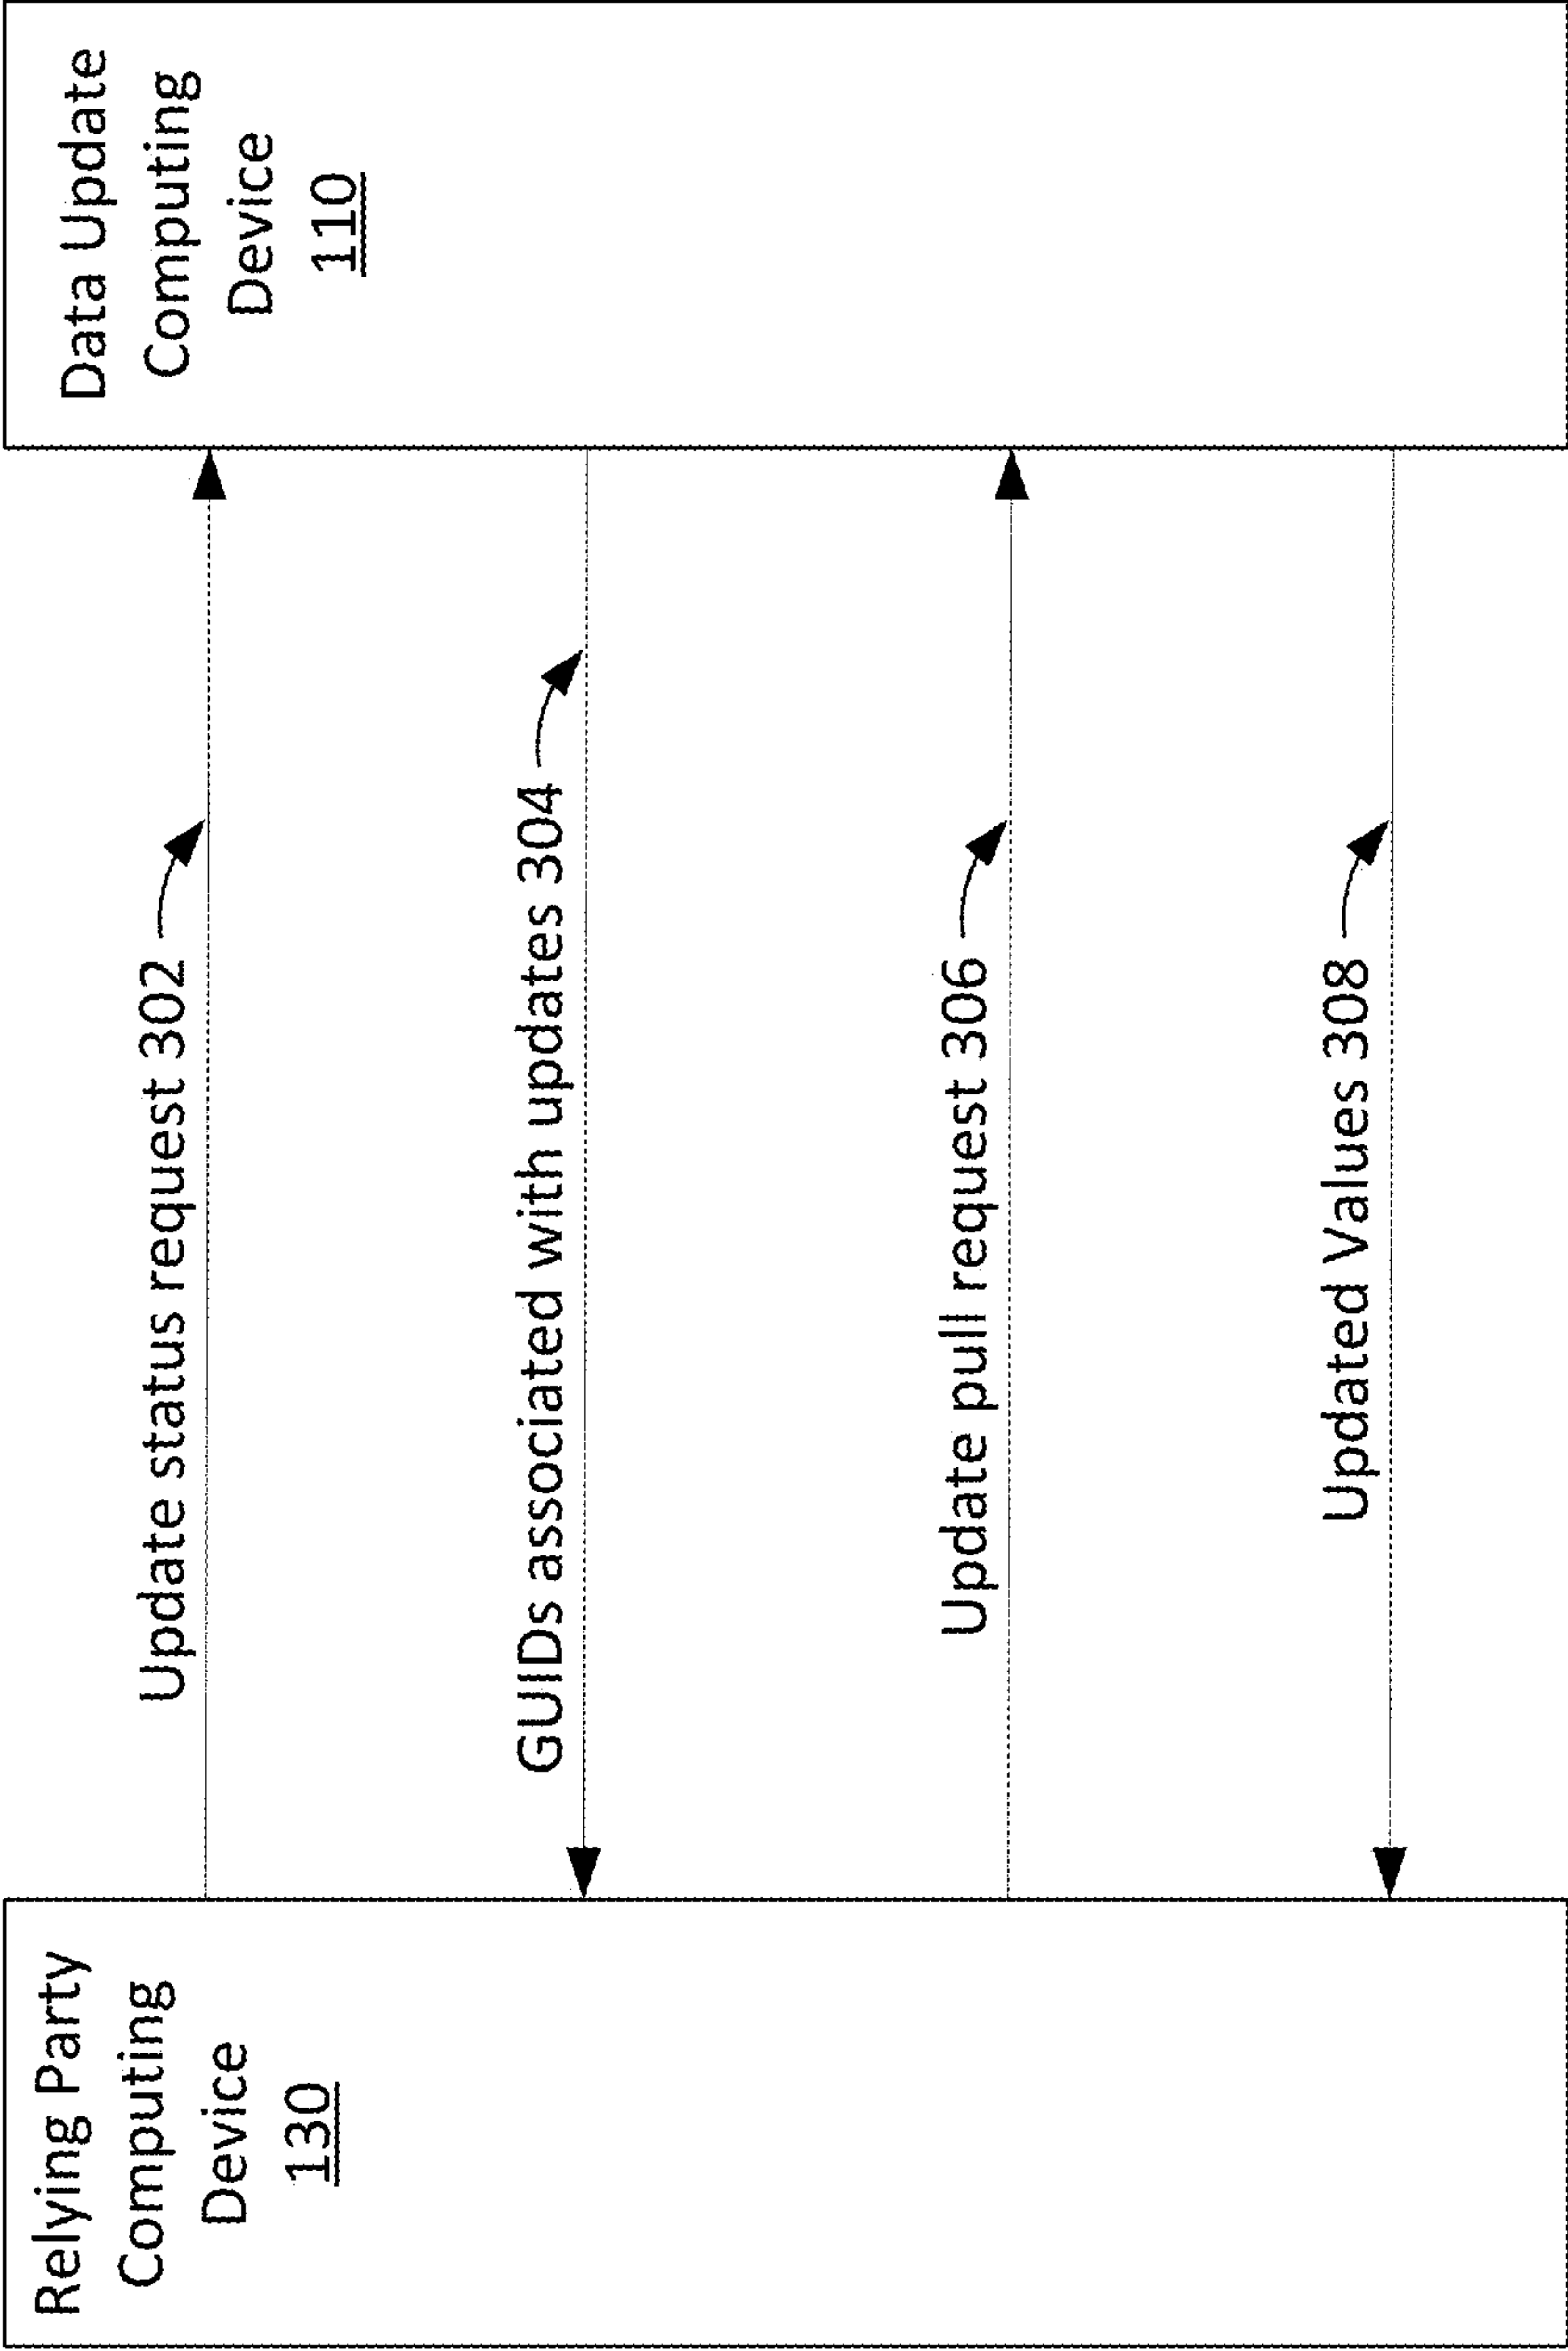 Relying Party
Computing
Device
130
Data Update
Computing
Device
110
Update status request 302
GUIDs associated with updates 304
Update pull request 306
Updated Values 308